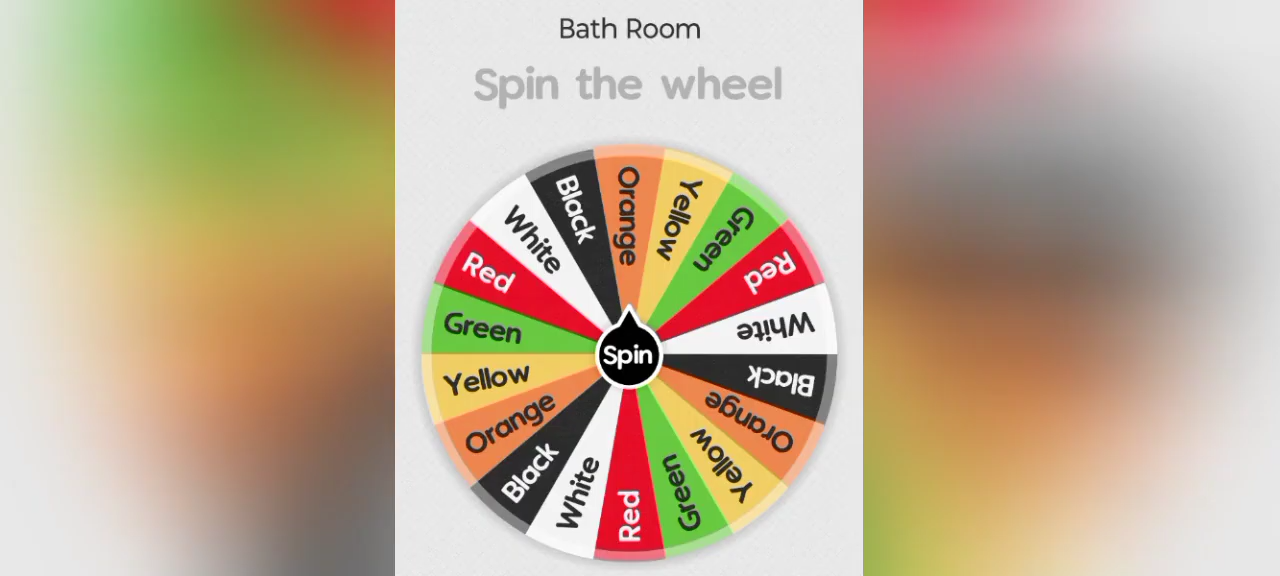 Bath Room
Spin the wheel
Orange
Yellow
Green
Red
White
Black
Orange
Yellow
Green
Red
White
Black
Orange
Yellow
Green
Red
White
Black
Spin